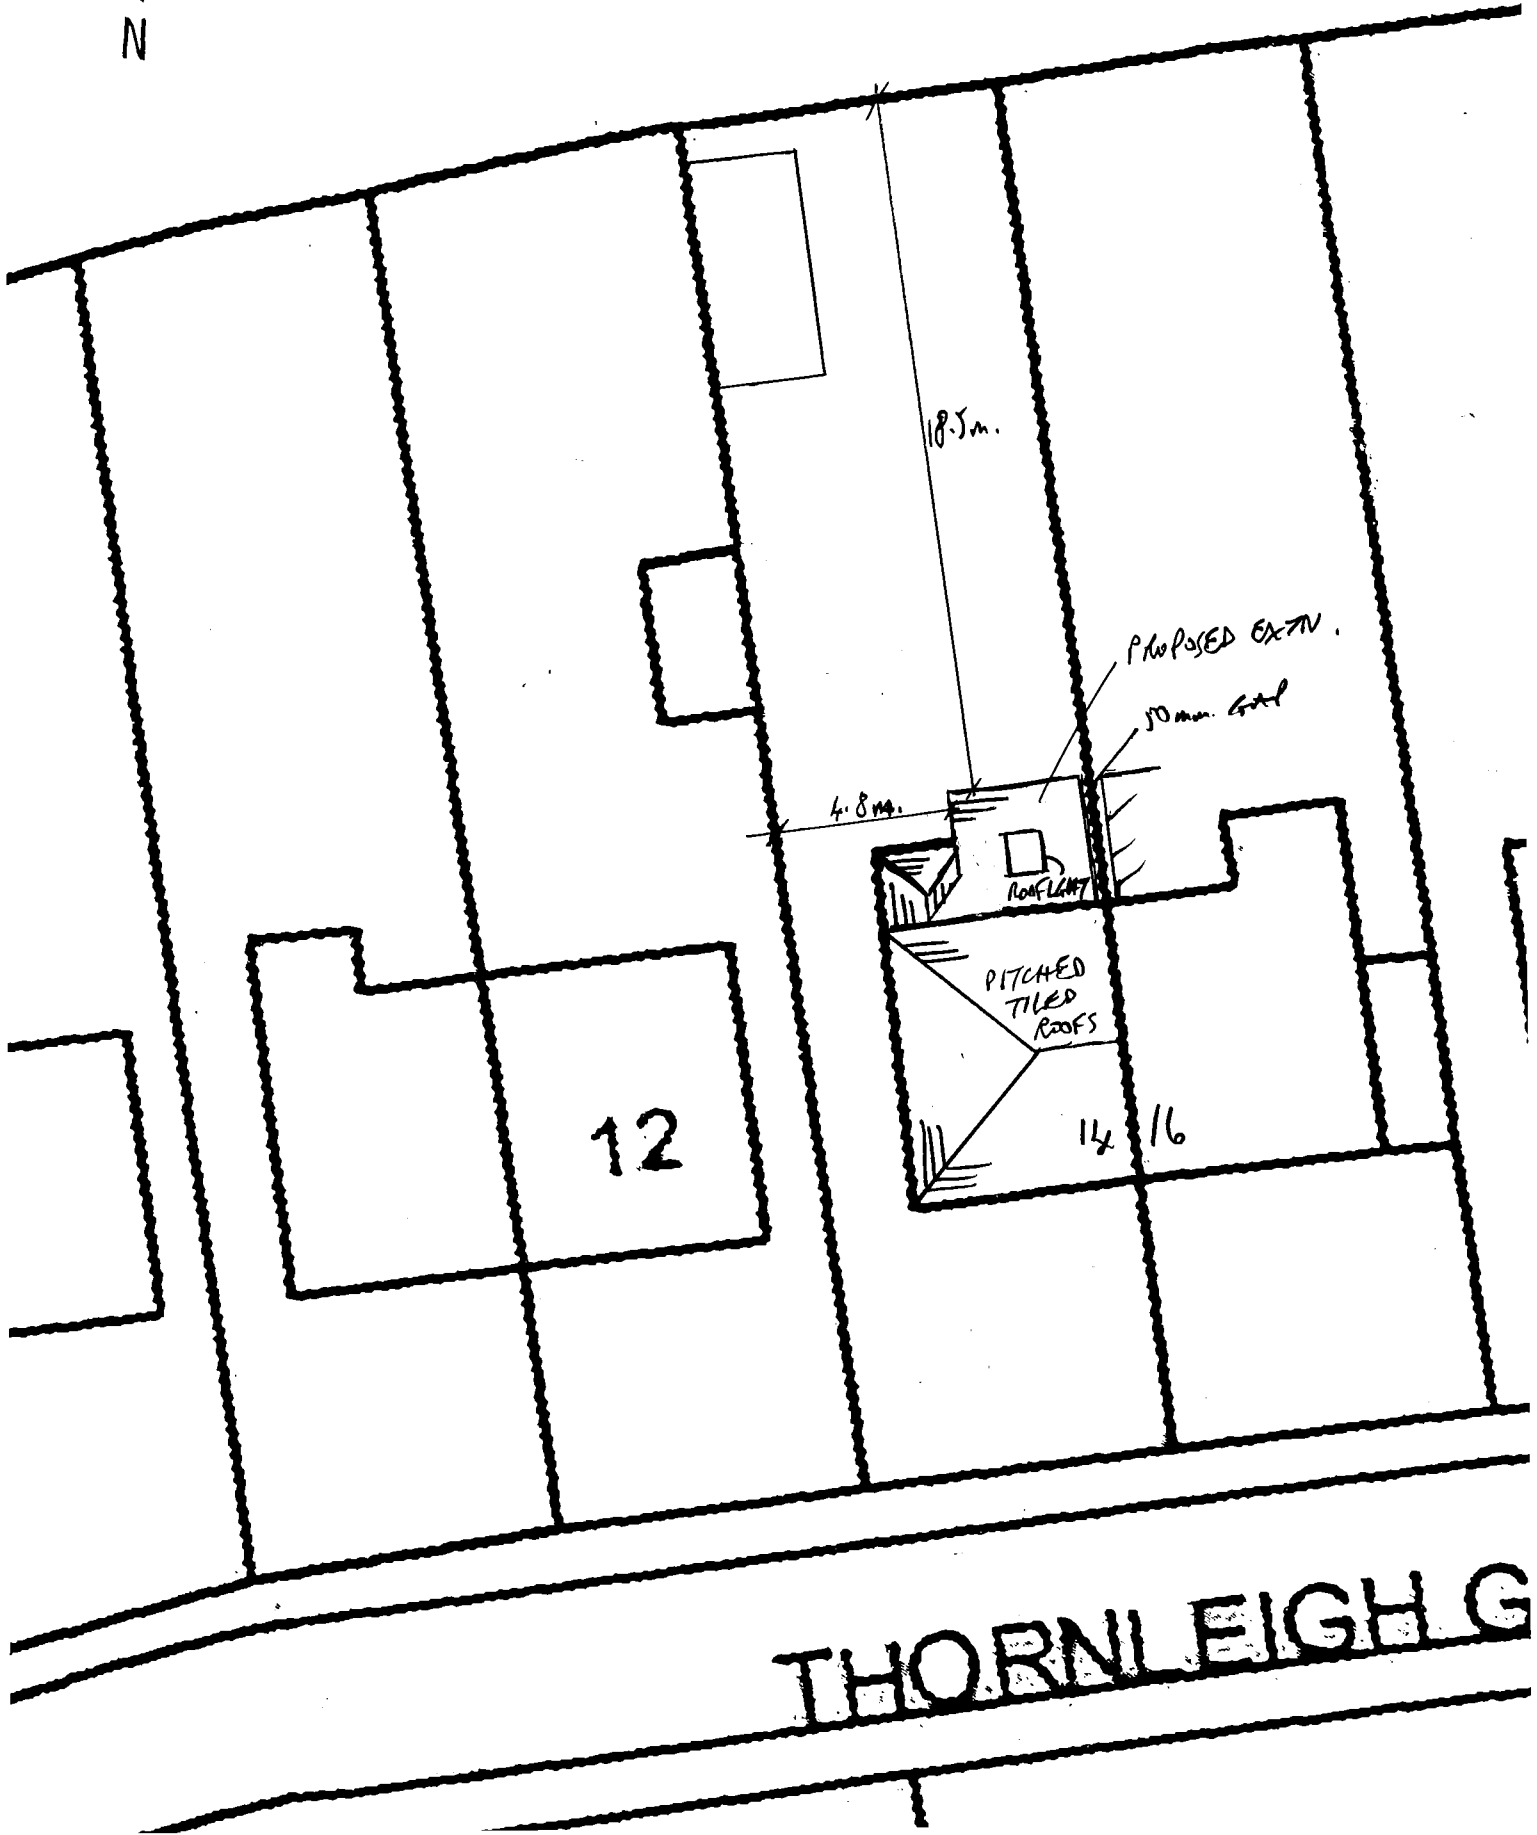 N
18.5m.
PROPOSED EXTN.
50mm. GAP
4.8m.
ROOFLIGHT
PITCHED
TILED
ROOFS
12
14
16
THORNLEIGH G